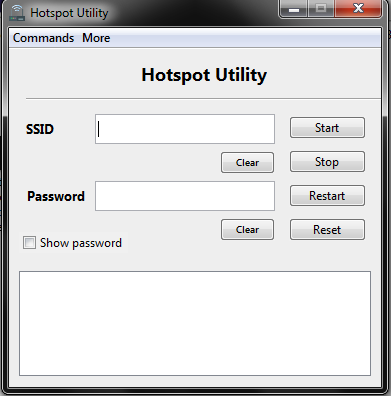 Hotspot Utility
Commands More
Hotspot Utility
SSID
Start
Clear
Stop
Password
Restart
Clear
Reset
Show password